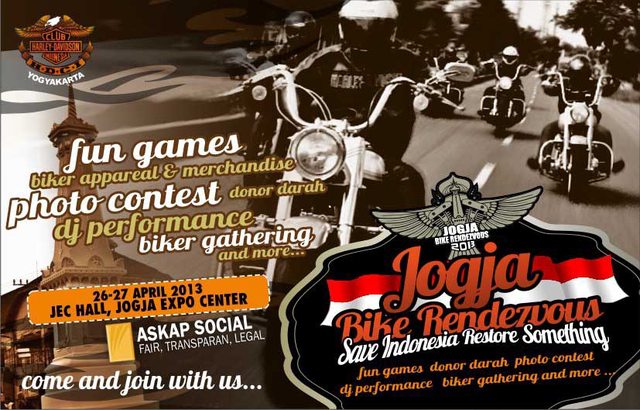 CLUB
HARLEY-DAVIDSON
INDONESIA
YOGYAKARTA
fun games
biker appareal & merchandise
photo contest donor darah
dj performance
biker gathering
and more...
26-27 APRIL 2013
JEC HALL, JOGJA EXPO CENTER
ASKAP SOCIAL
FAIR, TRANSPARAN, LEGAL
come and join with us...
JOGJA
BIKE RENDEZVOUS
2013
Jogja
Bike Rendezvous
Save Indonesia Restore Something
fun games donor darah photo contest
dj performance biker gathering and more ...